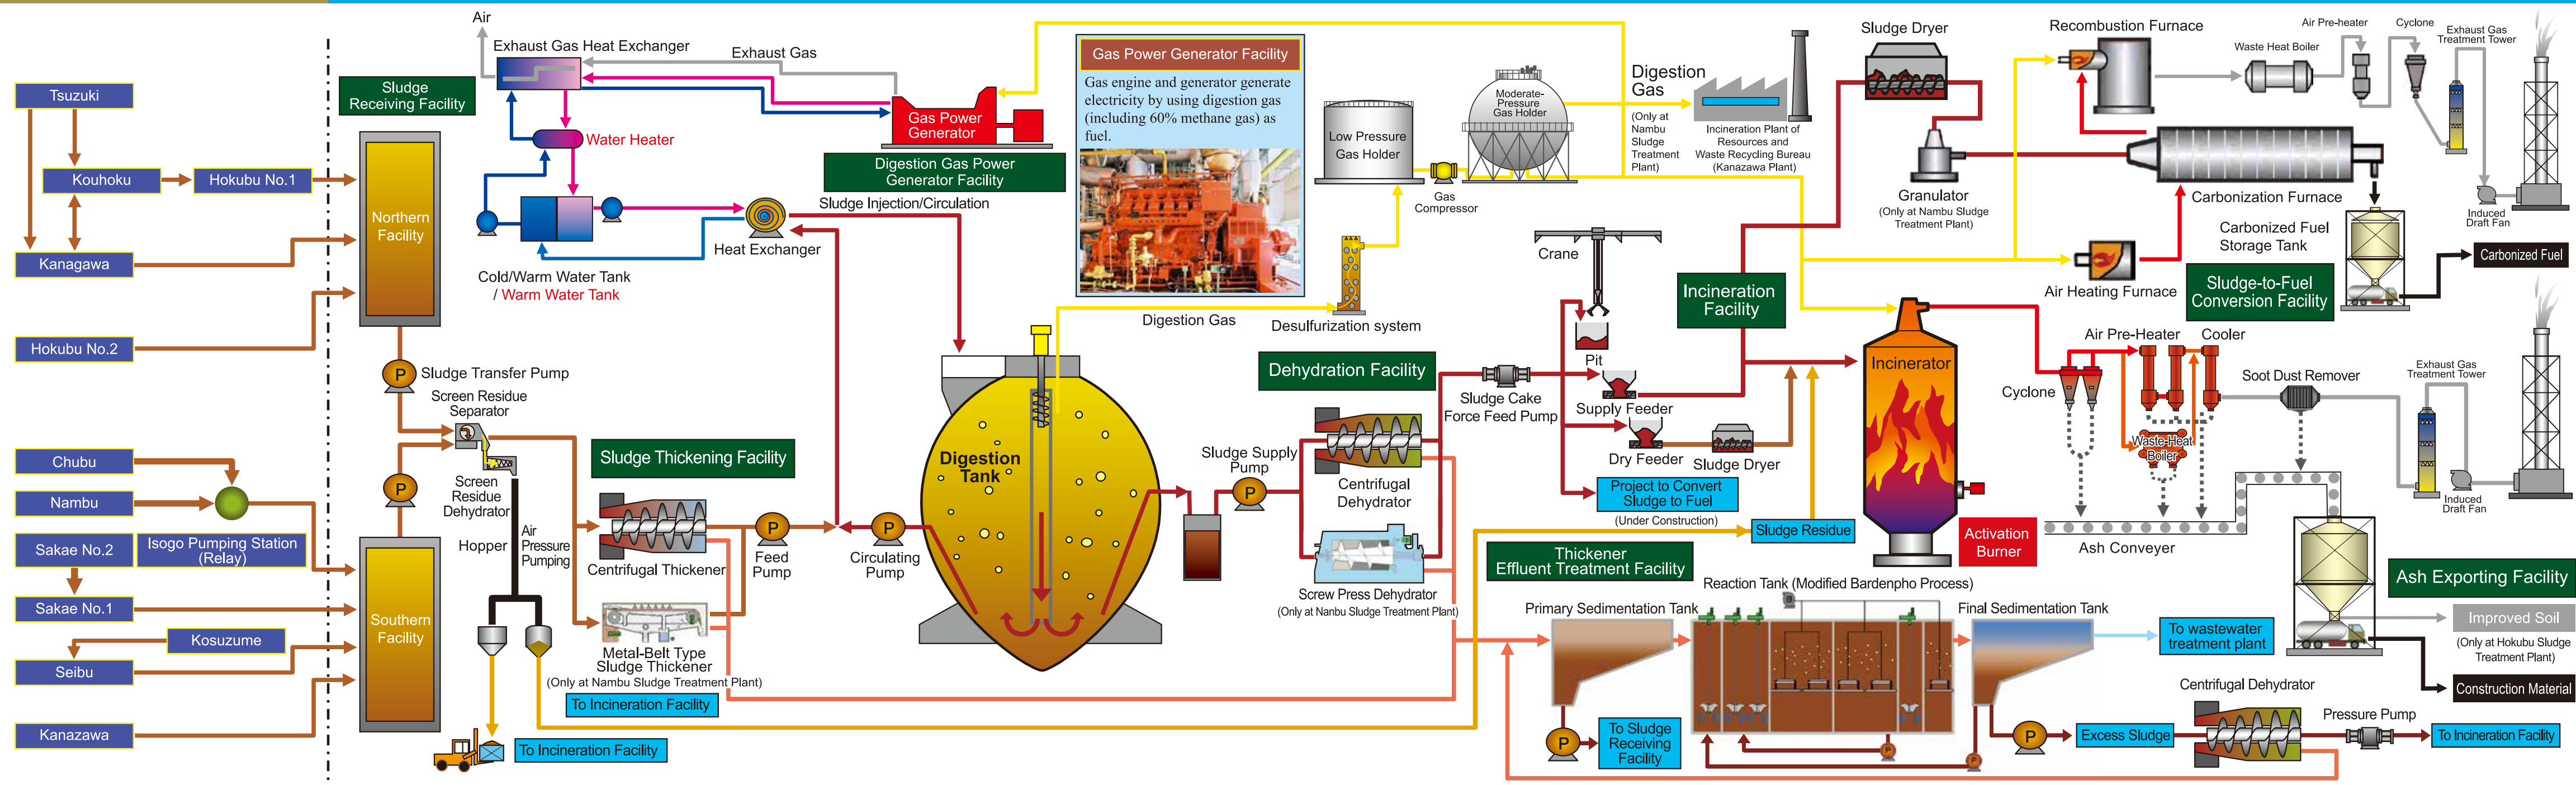 Tsuzuki
Kouhoku
Hokubu No.1
Kanagawa
Hokubu No.2
Chubu
Nambu
Sakae No.2
Isogo Pumping Station
(Relay)
Sakae No.1
Kosuzume
Seibu
Kanazawa
Sludge
Receiving Facility
Northern
Facility
Sludge Transfer Pump
P
Screen Residue
Separator
P
Screen
Residue
Dehydrator
Southern
Facility
Hopper
Air
Pressure
Pumping
To Incineration Facility
Air
Exhaust Gas Heat Exchanger
Exhaust Gas
Water Heater
Cold/Warm Water Tank
/ Warm Water Tank
Heat Exchanger
Sludge Injection/Circulation
Gas Power
Generator
Digestion Gas Power
Generator Facility
Gas Power Generator Facility
Gas engine and generator generate
electricity by using digestion gas
(including 60% methane gas) as
fuel.
Sludge Thickening Facility
Centrifugal Thickener
Metal-Belt Type
Sludge Thickener
(Only at Nambu Sludge Treatment Plant)
To Incineration Facility
P
Feed
Pump
P
Circulating
Pump
Digestion
Tank
Digestion Gas
Desulfurization system
Low Pressure
Gas Holder
Gas
Compressor
Moderate-
Pressure
Gas Holder
Digestion
Gas
(Only at
Nambu
Sludge
Treatment
Plant)
Incineration Plant of
Resources and
Waste Recycling Bureau
(Kanazawa Plant)
Sludge Supply
Pump
P
Dehydration Facility
Centrifugal
Dehydrator
Screw Press Dehydrator
(Only at Nanbu Sludge Treatment Plant)
Sludge Cake
Force Feed Pump
Crane
Pit
Supply Feeder
Dry Feeder
Sludge Dryer
Project to Convert
Sludge to Fuel
(Under Construction)
Sludge Residue
Incineration
Facility
Incinerator
Activation
Burner
Sludge Dryer
Granulator
(Only at Nambu Sludge
Treatment Plant)
Recombustion Furnace
Waste Heat Boiler
Air Pre-heater
Cyclone
Exhaust Gas
Treatment Tower
Induced
Draft Fan
Carbonization Furnace
Air Heating Furnace
Carbonized Fuel
Storage Tank
Sludge-to-Fuel
Conversion Facility
Carbonized Fuel
Cyclone
Air Pre-Heater
Cooler
Waste Heat
Boiler
Soot Dust Remover
Exhaust Gas
Treatment Tower
Induced
Draft Fan
Ash Conveyer
Ash Exporting Facility
Improved Soil
(Only at Hokubu Sludge
Treatment Plant)
Construction Material
Thickener
Effluent Treatment Facility
Primary Sedimentation Tank
Reaction Tank (Modified Bardenpho Process)
Final Sedimentation Tank
To wastewater
treatment plant
P
To Sludge
Receiving
Facility
P
P
P
Excess Sludge
Centrifugal Dehydrator
Pressure Pump
To Incineration Facility